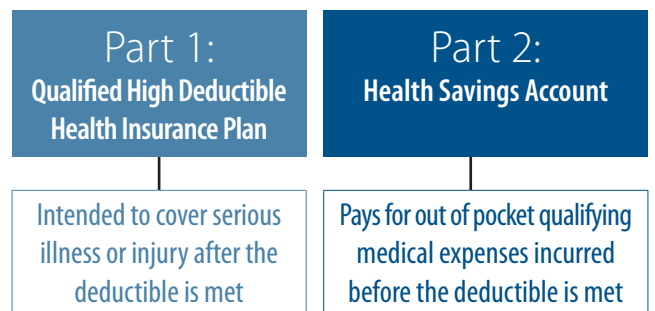 Part 1:
Qualified High Deductible
Health Insurance Plan
Intended to cover serious
illness or injury after the
deductible is met
Part 2:
Health Savings Account
Pays for out of pocket qualifying
medical expenses incurred
before the deductible is met